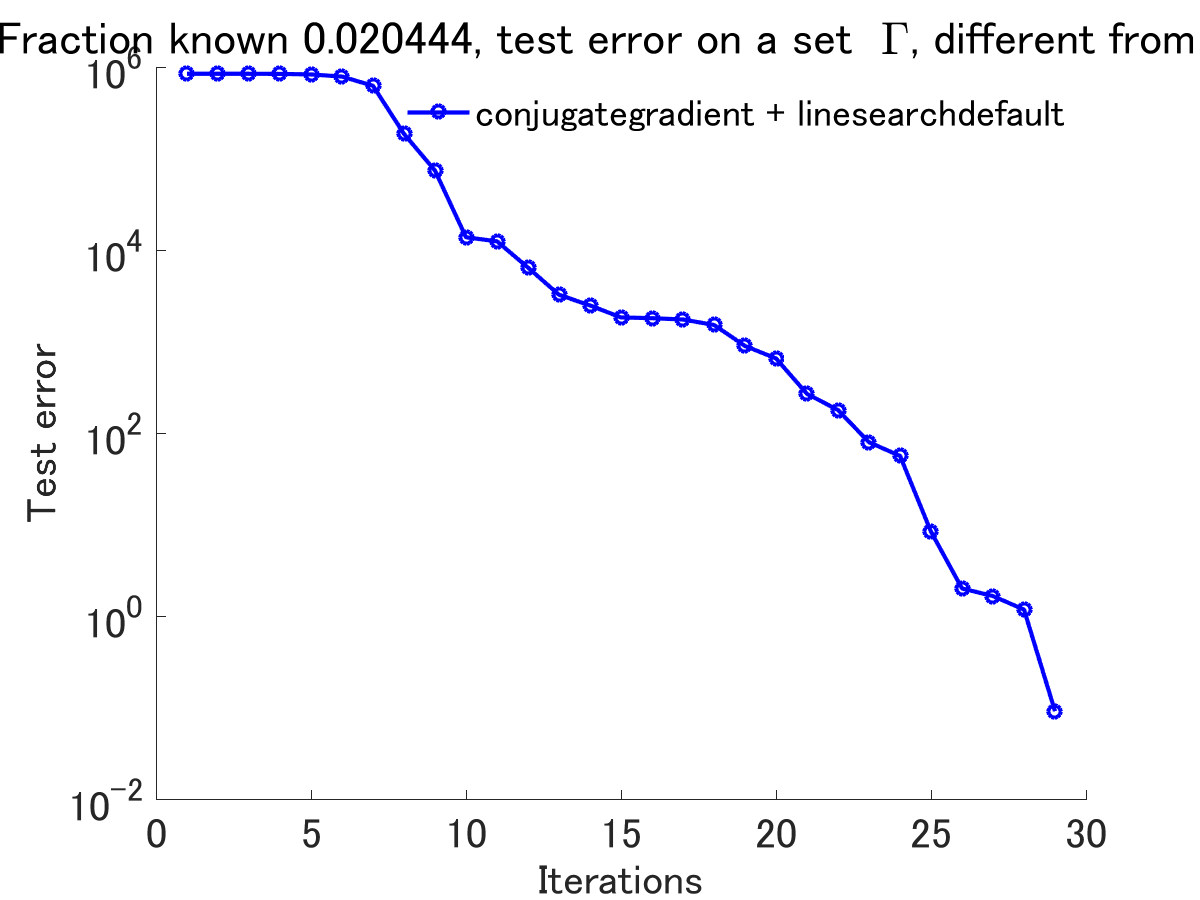 Fraction known 0.020444, test error on a set Γ, different from
10^6
conjugategradient + linesearchdefault
10^4
10^2
10^0
10^−2
Test error
0 5 10 15 20 25 30
Iterations